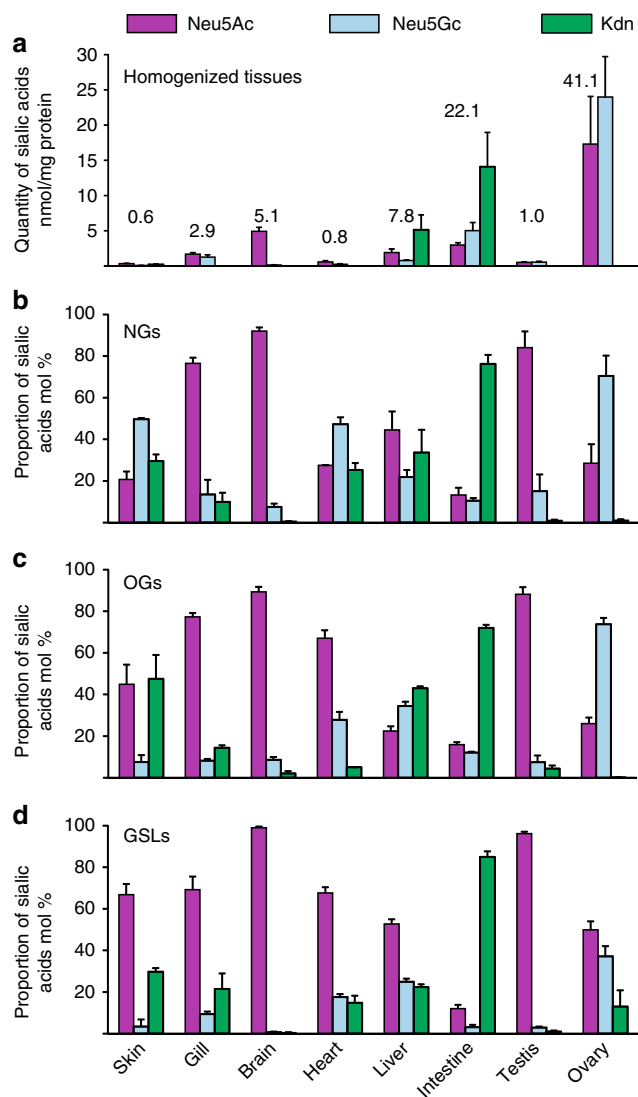 Neu5Ac Neu5Gc Kdn
a
Homogenized tissues
Quantity of sialic acids
nmol/mg protein
30
25
20
15
10
5
0.6 2.9 5.1 0.8 7.8 22.1 1.0 41.1
b
NGs
Proportion of sialic
acids mol %
100
80
60
40
20
c
OGs
Proportion of sialic
acids mol %
100
80
60
40
20
d
GSLs
Proportion of sialic
acids mol %
100
80
60
40
20
Skin Gill Brain Heart Liver Intestine Testis Ovary